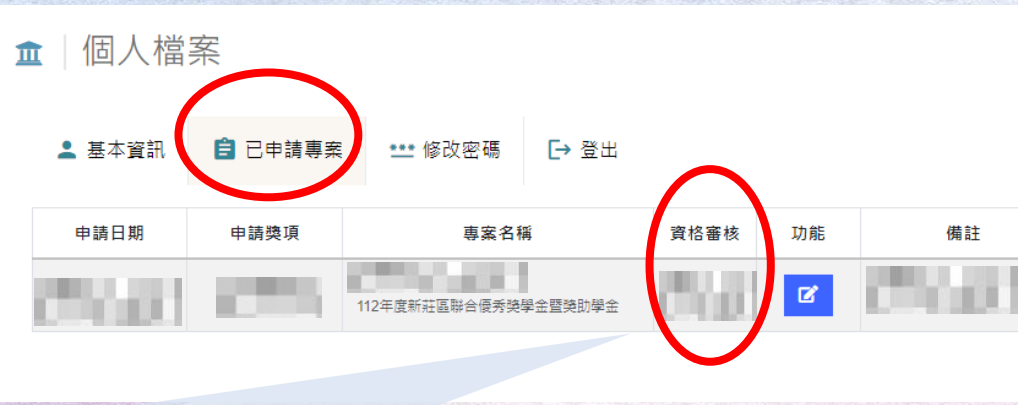 個人檔案
基本資訊 已申請專案 修改密碼 登出
申請日期 申請獎項 專案名稱 資格審核 功能 備註
112年度新莊區聯合優秀獎學金暨獎助學金